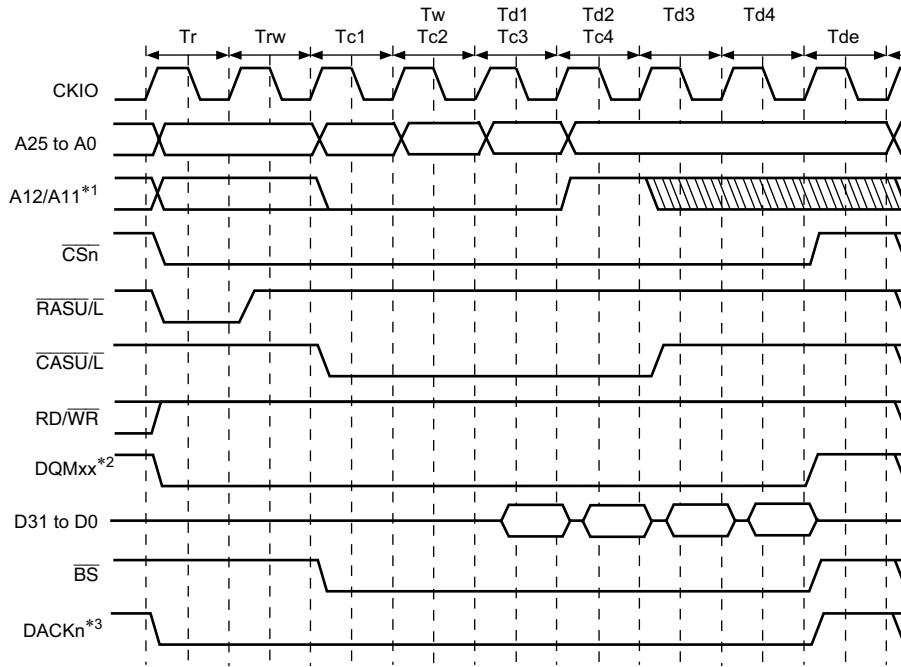 Tw Td1 Td2 Td3 Td4
Tr Trw Tc1 Tc2 Tc3 Tc4 Tde
CKIO
A25 to A0
A12/A11*1
CSn
RASU/L
CASU/L
RD/WR
DQMxx*2
D31 to D0
BS
DACKn*3